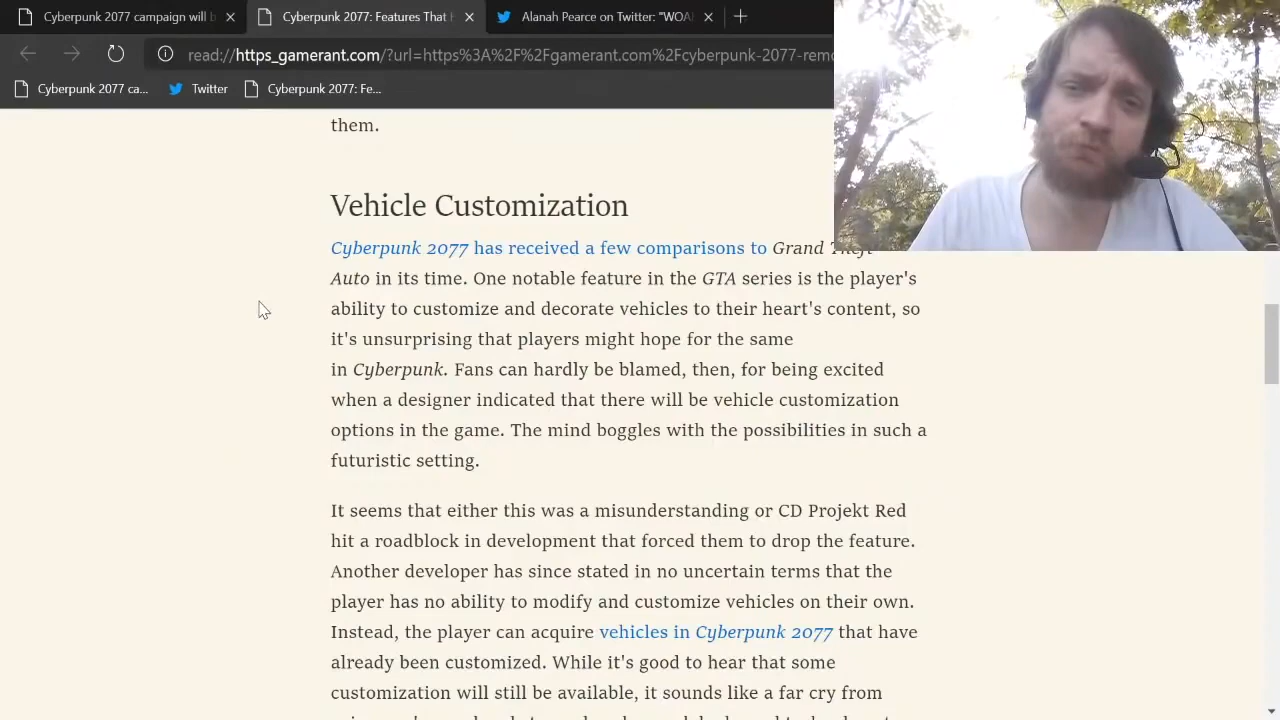 Cyberpunk 2077 campaign will b
Cyberpunk 2077: Features That H
Alanah Pearce on Twitter: "WOA
read://https_gamerant.com/?url=https%3A%2F%2Fgamerant.com%2Fcyberpunk-2077-remo
Cyberpunk 2077 ca...
Twitter
Cyberpunk 2077: Fe...
them.
Vehicle Customization
Cyberpunk 2077 has received a few comparisons to Grand Theft
Auto in its time. One notable feature in the GTA series is the player's
ability to customize and decorate vehicles to their heart's content, so
it's unsurprising that players might hope for the same
in Cyberpunk. Fans can hardly be blamed, then, for being excited
when a designer indicated that there will be vehicle customization
options in the game. The mind boggles with the possibilities in such a
futuristic setting.
It seems that either this was a misunderstanding or CD Projekt Red
hit a roadblock in development that forced them to drop the feature.
Another developer has since stated in no uncertain terms that the
player has no ability to modify and customize vehicles on their own.
Instead, the player can acquire vehicles in Cyberpunk 2077 that have
already been customized. While it's good to hear that some
customization will still be available, it sounds like a far cry from